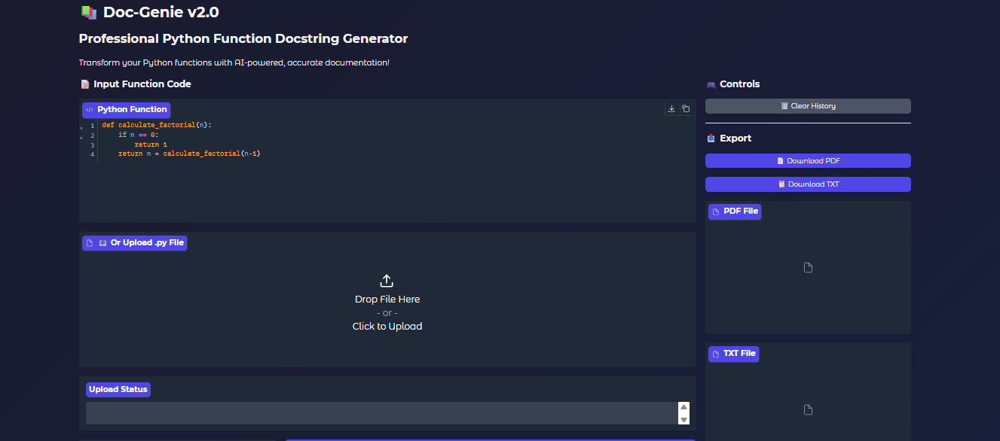 Doc-Genie v2.0
Professional Python Function Docstring Generator
Transform your Python functions with AI-powered, accurate documentation!
Input Function Code
Python Function
1 def calculate_factorial(n):
2     if n == 0:
3         return 1
4     return n * calculate_factorial(n-1)
Or Upload .py File
Drop File Here
- or -
Click to Upload
Upload Status
Controls
Clear History
Export
Download PDF
Download TXT
PDF File
TXT File